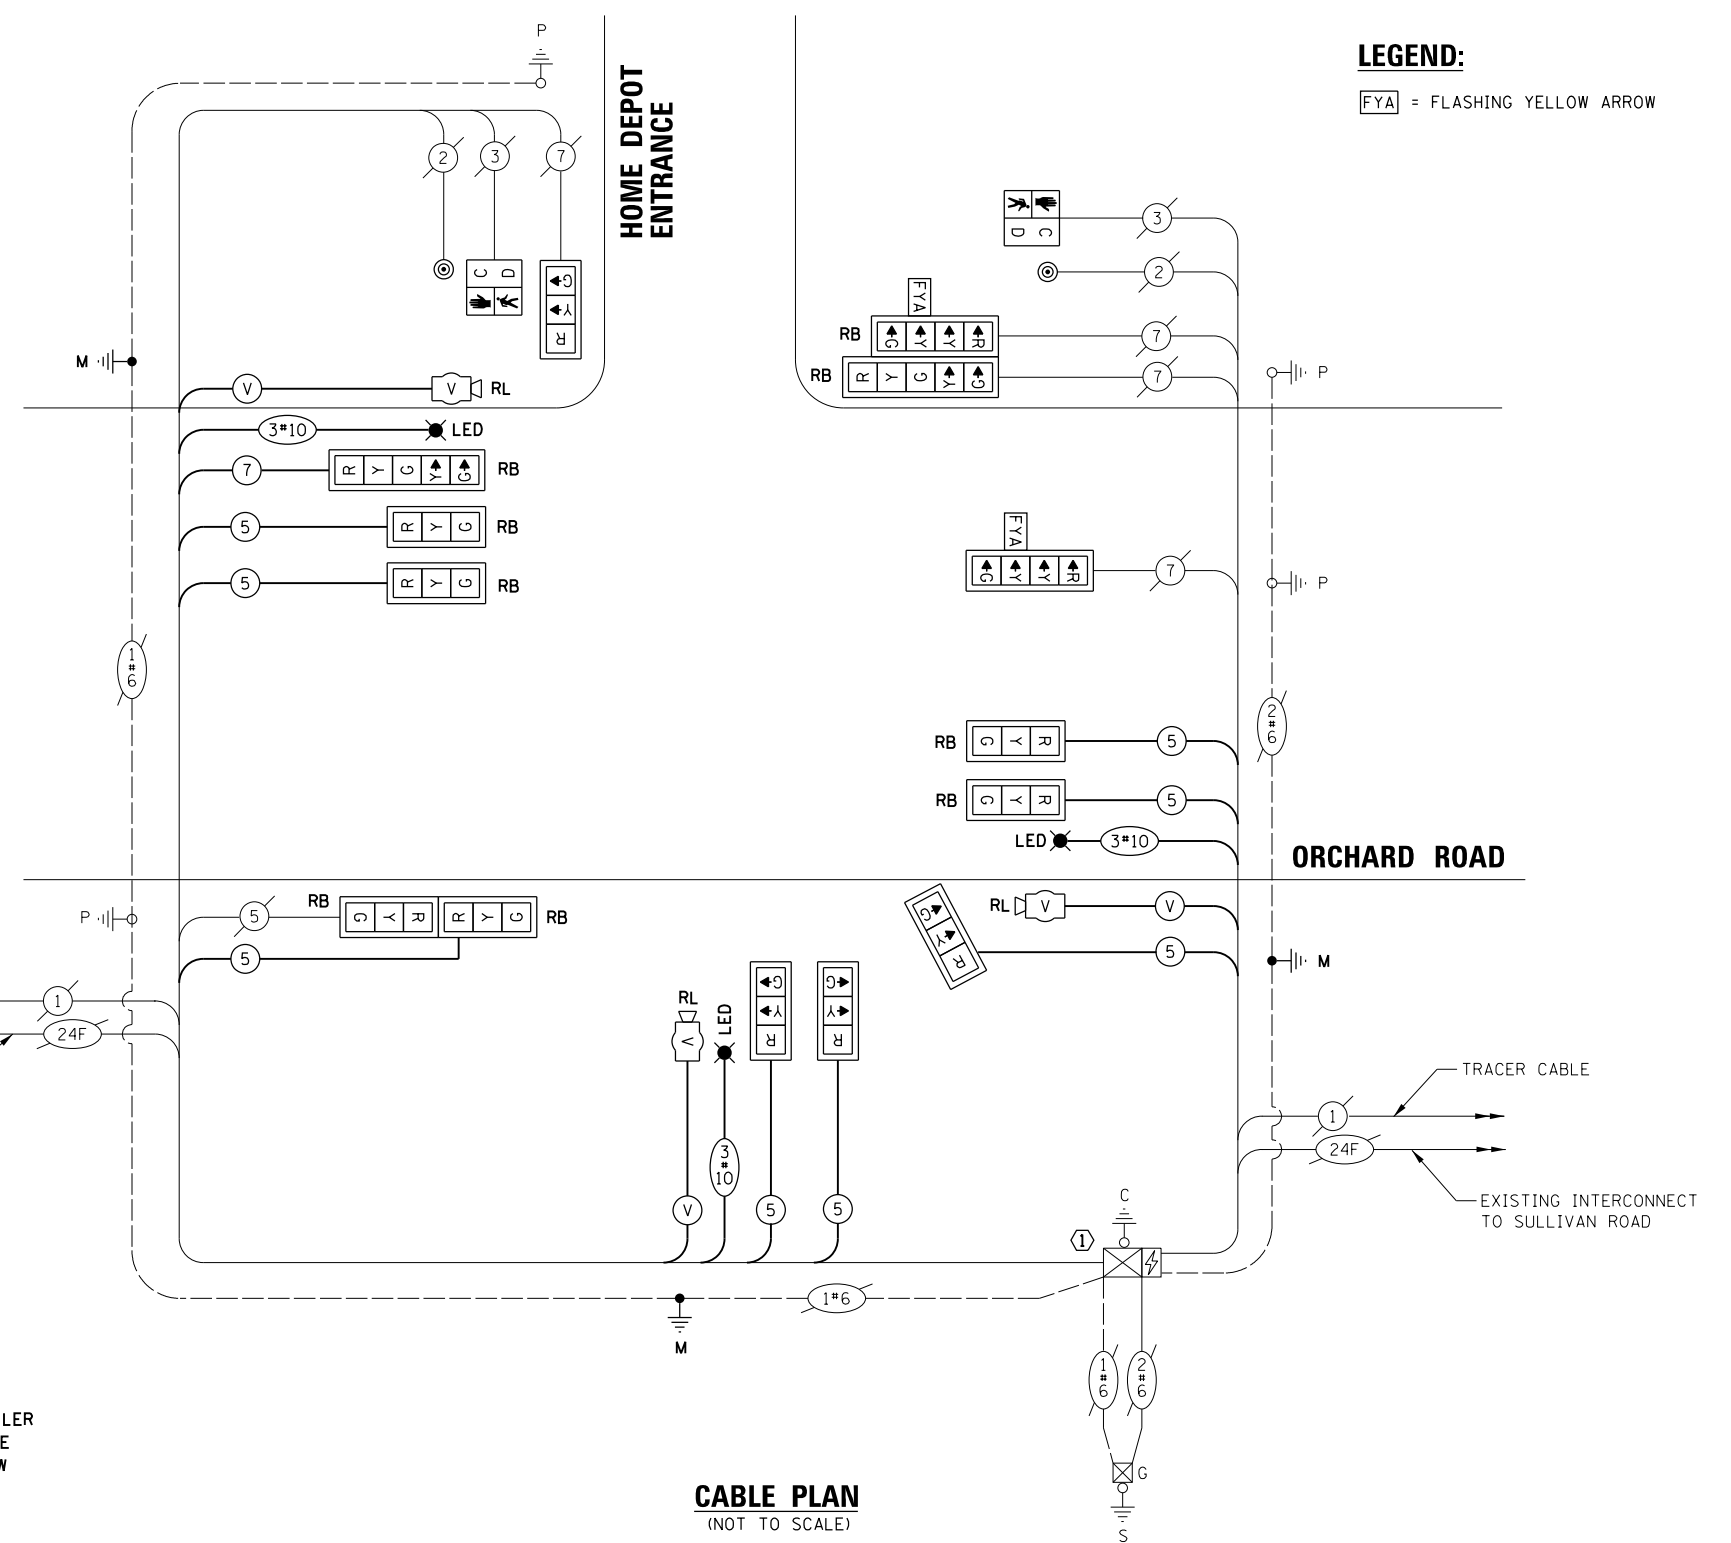 LEGEND:
FYA = FLASHING YELLOW ARROW
P
HOME DEPOT
ENTRANCE
2
3
7
C D
G
Y
R
D C
3
2
FYA
RB
G Y Y R
7
RB
R Y G Y G
7
M
P
V
V
RL
3#10
LED
7
R Y G Y G
RB
5
R Y G
RB
5
R Y G
RB
FYA
G Y Y R
7
P
1#6
2#6
RB
G Y R
5
RB
G Y R
5
LED
3#10
ORCHARD ROAD
P
5
RB
G Y R R Y G
RB
5
G
Y
R
RL
V
V
5
M
1
24F
RL
V
LED
G
Y
R
G
Y
R
3#10
V
5
5
TRACER CABLE
1
24F
EXISTING INTERCONNECT
TO SULLIVAN ROAD
C
1
1#6
M
1#6
2#6
G
S
LER
E
W
CABLE PLAN
(NOT TO SCALE)